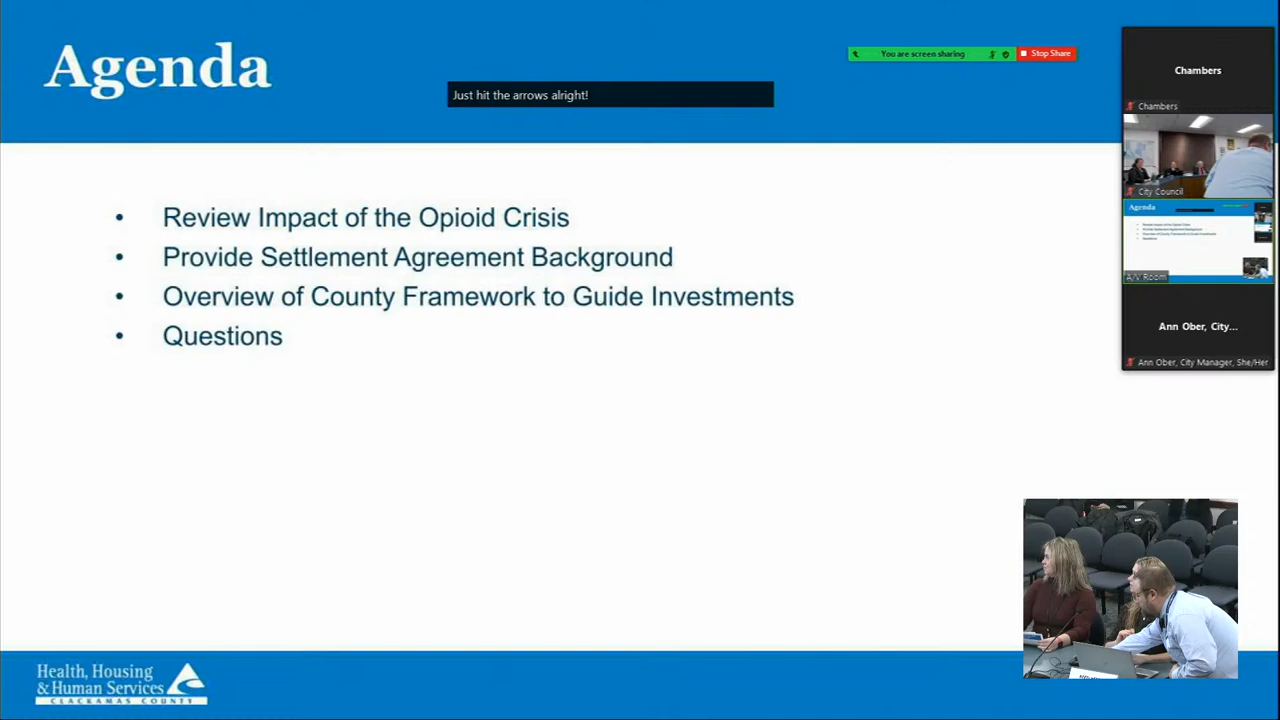 Agenda
You are screen sharing
Stop Share
Just hit the arrows alright!
Chambers
Chambers
City Council
Agenda
A/V Room
Ann Ober, City...
Ann Ober, City Manager, She/Her
Review Impact of the Opioid Crisis
Provide Settlement Agreement Background
Overview of County Framework to Guide Investments
Questions
Health, Housing
& Human Services
CLACKAMAS COUNTY